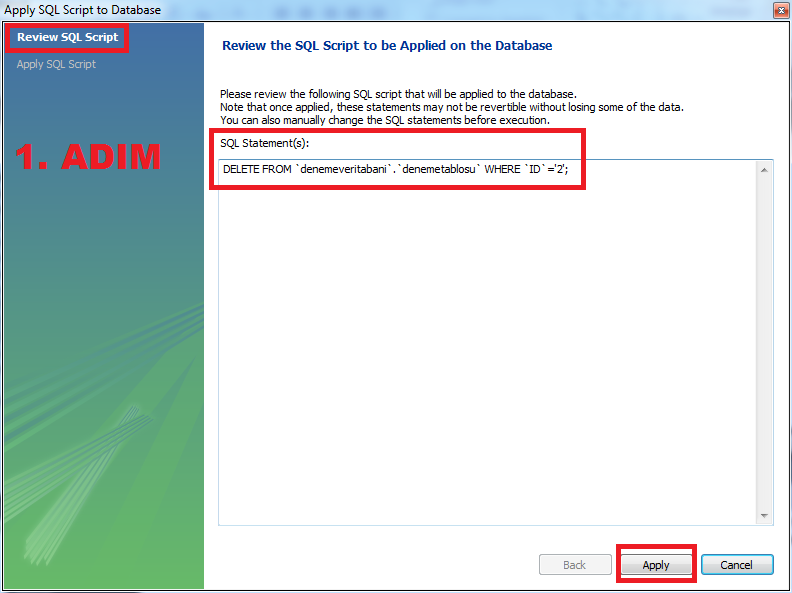 Apply SQL Script to Database
Review SQL Script
Apply SQL Script
1. ADIM
Review the SQL Script to be Applied on the Database
Please review the following SQL script that will be applied to the database.
Note that once applied, these statements may not be revertible without losing some of the data.
You can also manually change the SQL statements before execution.
SQL Statement(s):
DELETE FROM `denemeveritabani`.`denemetablosu` WHERE `ID`='2';
Back
Apply
Cancel